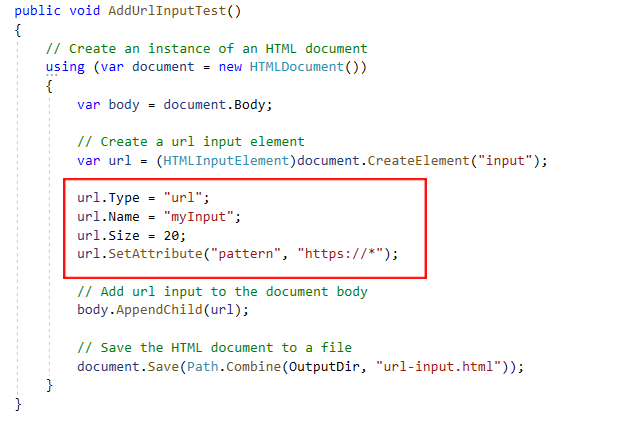 public void AddUrlInputTest()
{
// Create an instance of an HTML document
using (var document = new HTMLDocument())
{
var body = document.Body;
// Create a url input element
var url = (HTMLInputElement)document.CreateElement("input");
url.Type = "url";
url.Name = "myInput";
url.Size = 20;
url.SetAttribute("pattern", "https://*");
// Add url input to the document body
body.AppendChild(url);
// Save the HTML document to a file
document.Save(Path.Combine(OutputDir, "url-input.html"));
}
}